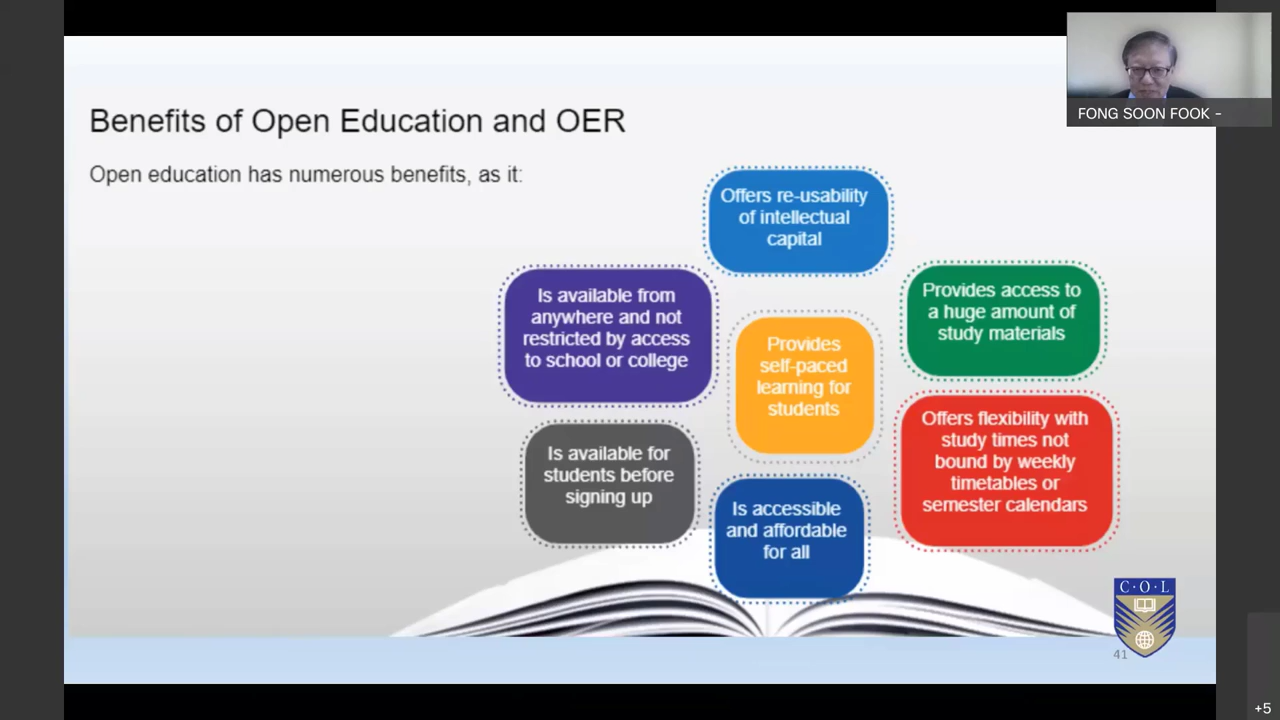 FONG SOON FOOK -
Benefits of Open Education and OER
Open education has numerous benefits, as it:
Offers re-usability
of intellectual
capital
Is available from
anywhere and not
restricted by access
to school or college
Provides
self-paced
learning for
students
Provides access to
a huge amount of
study materials
Is available for
students before
signing up
Is accessible
and affordable
for all
Offers flexibility with
study times not
bound by weekly
timetables or
semester calendars
C·O·L
41
+5